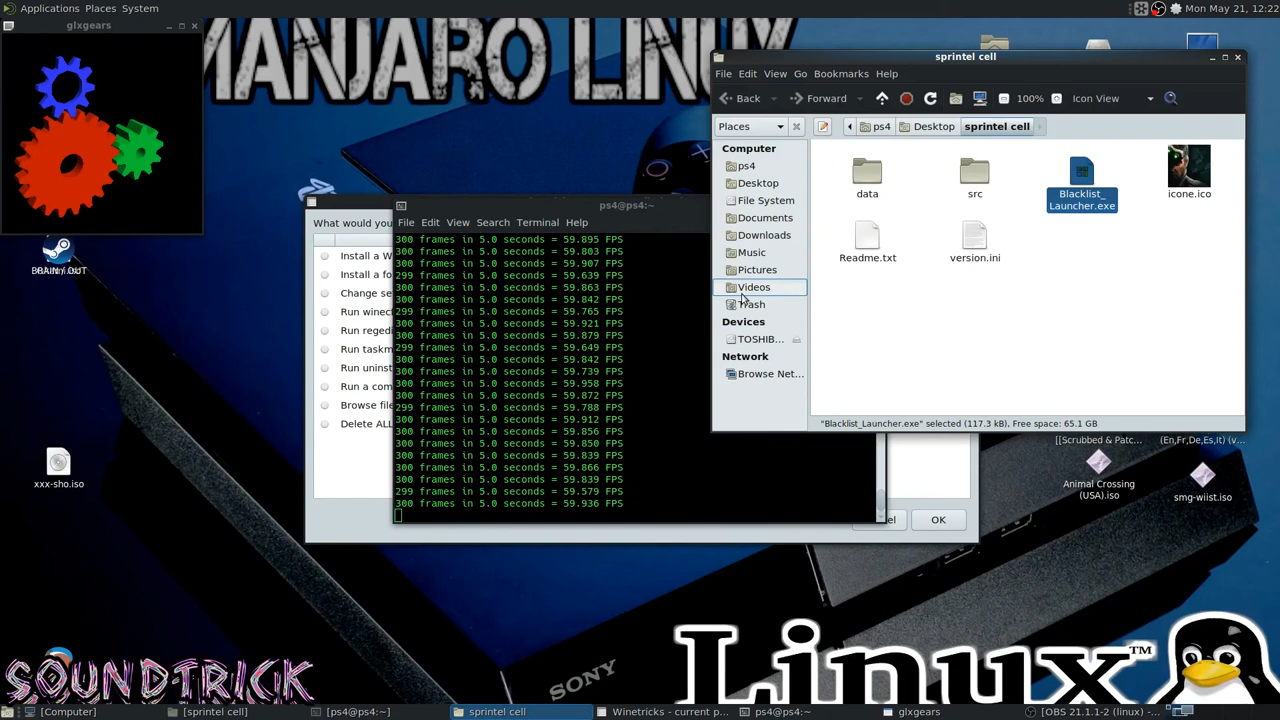 Applications Places System
Mon May 21, 12:22
glxgears
MANJARO LINUX
BRAIN / OUT
xxx-sho.iso
What would you
Install a W
Install a fo
Change se
Run winec
Run regedi
Run taskm
Run uninst
Run a com
Browse file
Delete ALL
OK
ps4@ps4:~
File Edit View Search Terminal Help
300 frames in 5.0 seconds = 59.895 FPS
300 frames in 5.0 seconds = 59.803 FPS
300 frames in 5.0 seconds = 59.907 FPS
299 frames in 5.0 seconds = 59.639 FPS
300 frames in 5.0 seconds = 59.863 FPS
300 frames in 5.0 seconds = 59.842 FPS
299 frames in 5.0 seconds = 59.765 FPS
300 frames in 5.0 seconds = 59.921 FPS
300 frames in 5.0 seconds = 59.879 FPS
299 frames in 5.0 seconds = 59.649 FPS
300 frames in 5.0 seconds = 59.842 FPS
300 frames in 5.0 seconds = 59.739 FPS
300 frames in 5.0 seconds = 59.958 FPS
300 frames in 5.0 seconds = 59.872 FPS
299 frames in 5.0 seconds = 59.788 FPS
300 frames in 5.0 seconds = 59.912 FPS
300 frames in 5.0 seconds = 59.856 FPS
300 frames in 5.0 seconds = 59.850 FPS
300 frames in 5.0 seconds = 59.839 FPS
300 frames in 5.0 seconds = 59.866 FPS
300 frames in 5.0 seconds = 59.839 FPS
299 frames in 5.0 seconds = 59.579 FPS
300 frames in 5.0 seconds = 59.936 FPS
sprintel cell
File Edit View Go Bookmarks Help
Back Forward 100% Icon View
Places ps4 Desktop sprintel cell
Computer
ps4
Desktop
File System
Documents
Downloads
Music
Pictures
Videos
Trash
Devices
TOSHIB...
Network
Browse Net...
data
src
Blacklist_
Launcher.exe
icone.ico
Readme.txt
version.ini
"Blacklist_Launcher.exe" selected (117.3 kB), Free space: 65.1 GB
[[Scrubbed & Patc...
(En,Fr,De,Es,It) (v...
Animal Crossing
(USA).iso
smg-wiist.iso
SOUNDTRICK
SONY
Linux™
[Computer]
[sprintel cell]
[ps4@ps4:~]
sprintel cell
Winetricks - current p...
ps4@ps4:~
glxgears
[OBS 21.1.1-2 (linux) -...